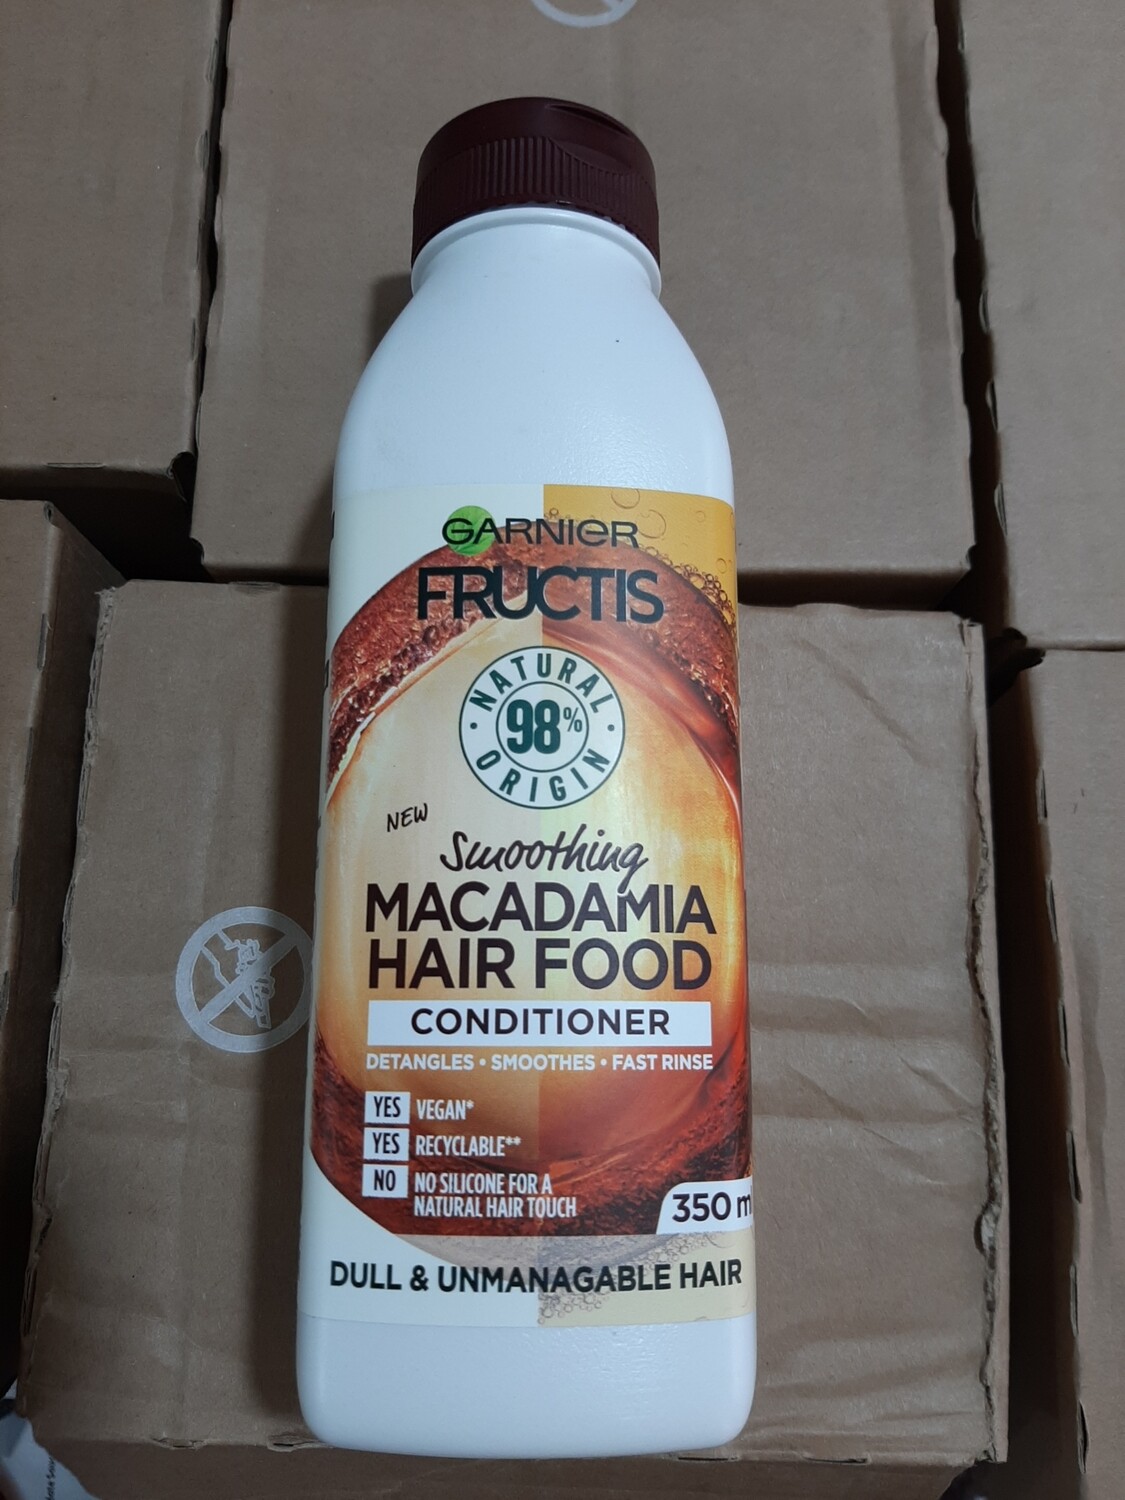 GARNIER
FRUCTIS
NATURAL
98%
ORIGIN
NEW
Smoothing
MACADAMIA
HAIR FOOD
CONDITIONER
DETANGLES • SMOOTHES • FAST RINSE
YES VEGAN*
YES RECYCLABLE**
NO NO SILICONE FOR A
NATURAL HAIR TOUCH
350 m
DULL & UNMANAGABLE HAIR